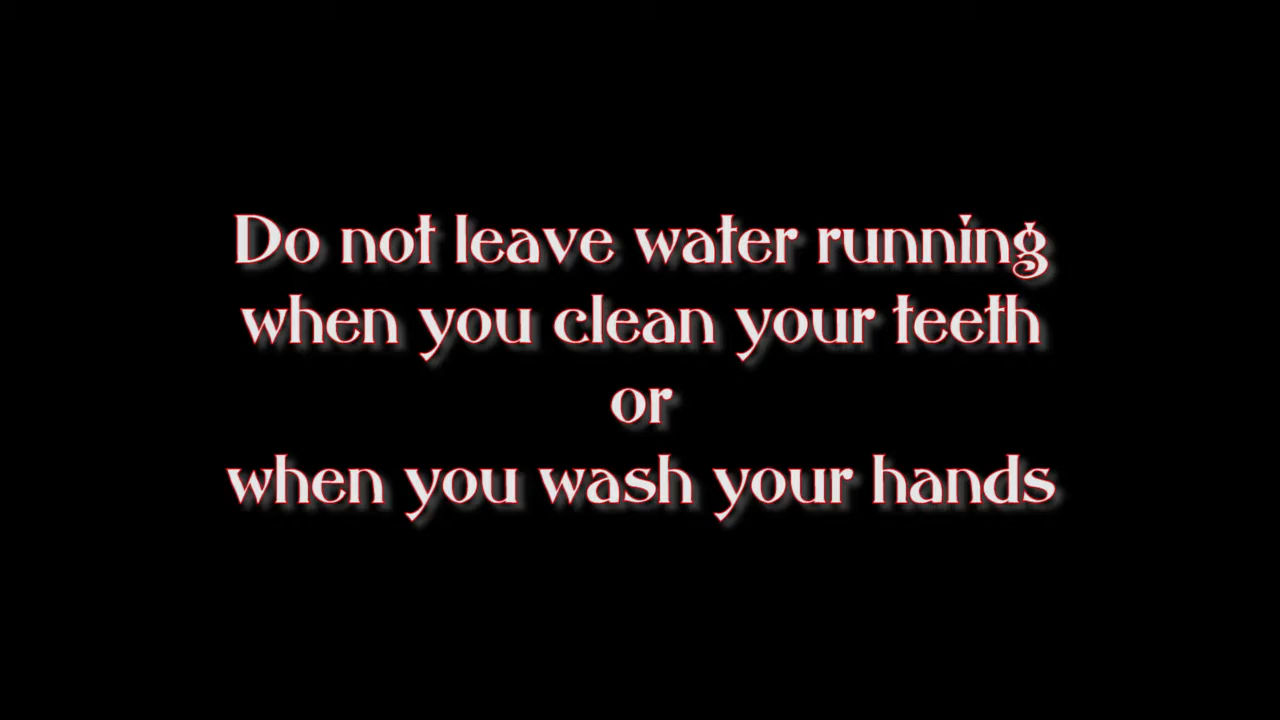 Do not leave water running
when you clean your teeth
or
when you wash your hands